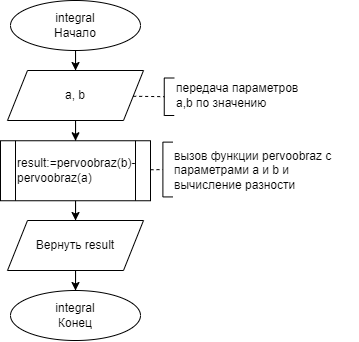 integral
Начало
a, b
передача параметров
a,b по значению
result:=pervoobraz(b)-
pervoobraz(a)
вызов функции pervoobraz с
параметрами a и b и
вычисление разности
Вернуть result
integral
Конец